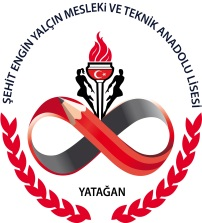 ŞEHİT ENGİN YALÇIN MESLEKİ VE TEKNİK ANADOLU LİSESİ
YATAĞAN